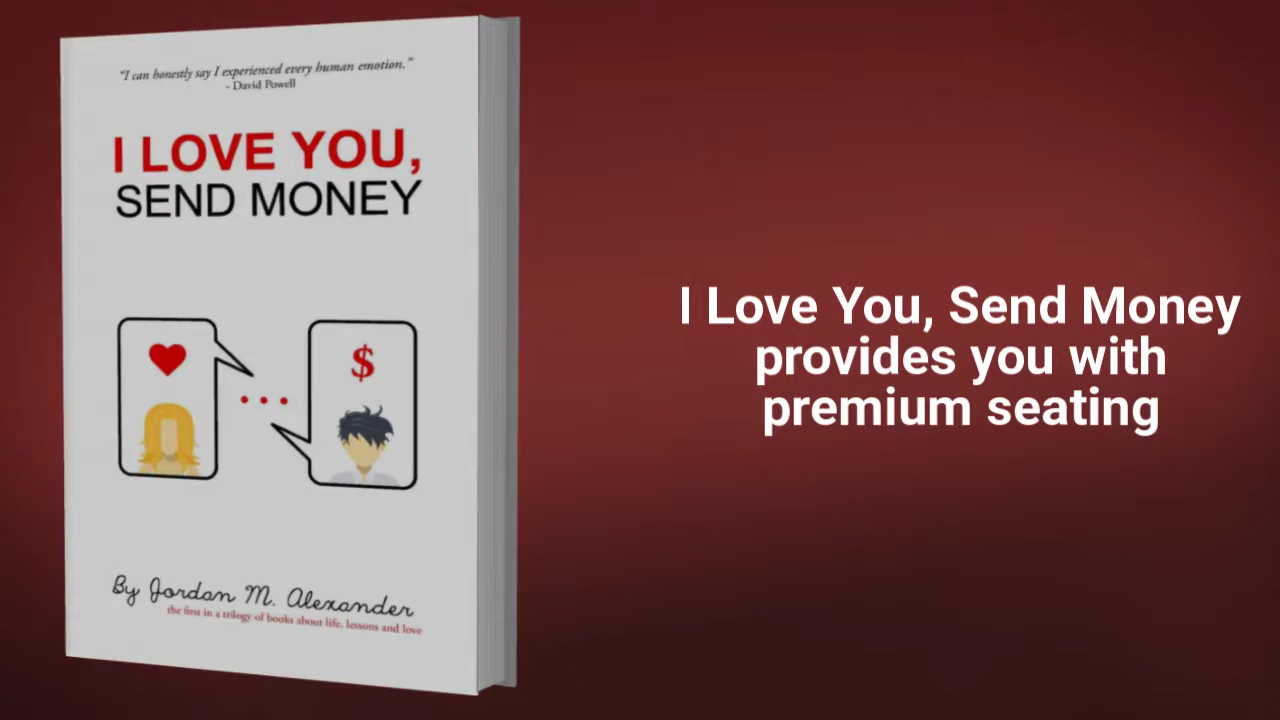 “I can honestly say I experienced every human emotion.”
- David Powell
I LOVE YOU,
SEND MONEY
$
By Jordan M. Alexander
the first in a trilogy of books about life, lessons and love
I Love You, Send Money
provides you with
premium seating